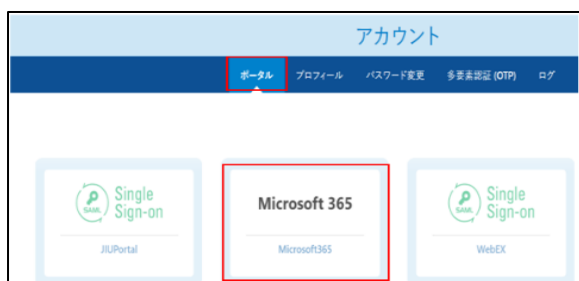 アカウント
ポータル プロフィール パスワード変更 多要素認証 (OTP) ログ
Single Sign-on
SAML
JIUPortal
Microsoft 365
Microsoft365
Single Sign-on
SAML
WebEX